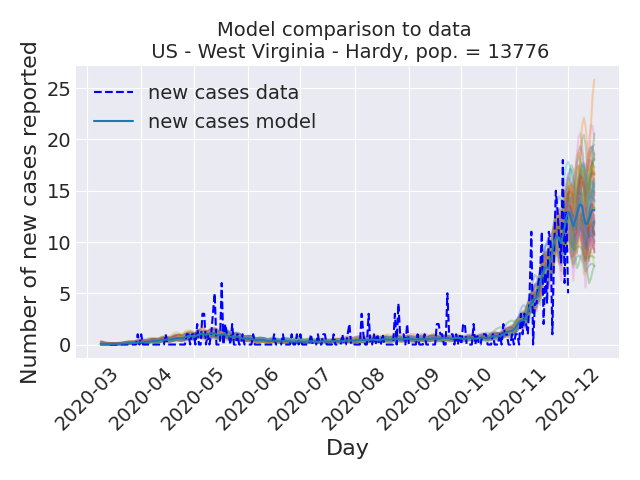 Model comparison to data
US - West Virginia - Hardy, pop. = 13776
Number of new cases reported
25
20
15
10
5
0
new cases data
new cases model
2020-03
2020-04
2020-05
2020-06
2020-07
2020-08
2020-09
2020-10
2020-11
2020-12
Day